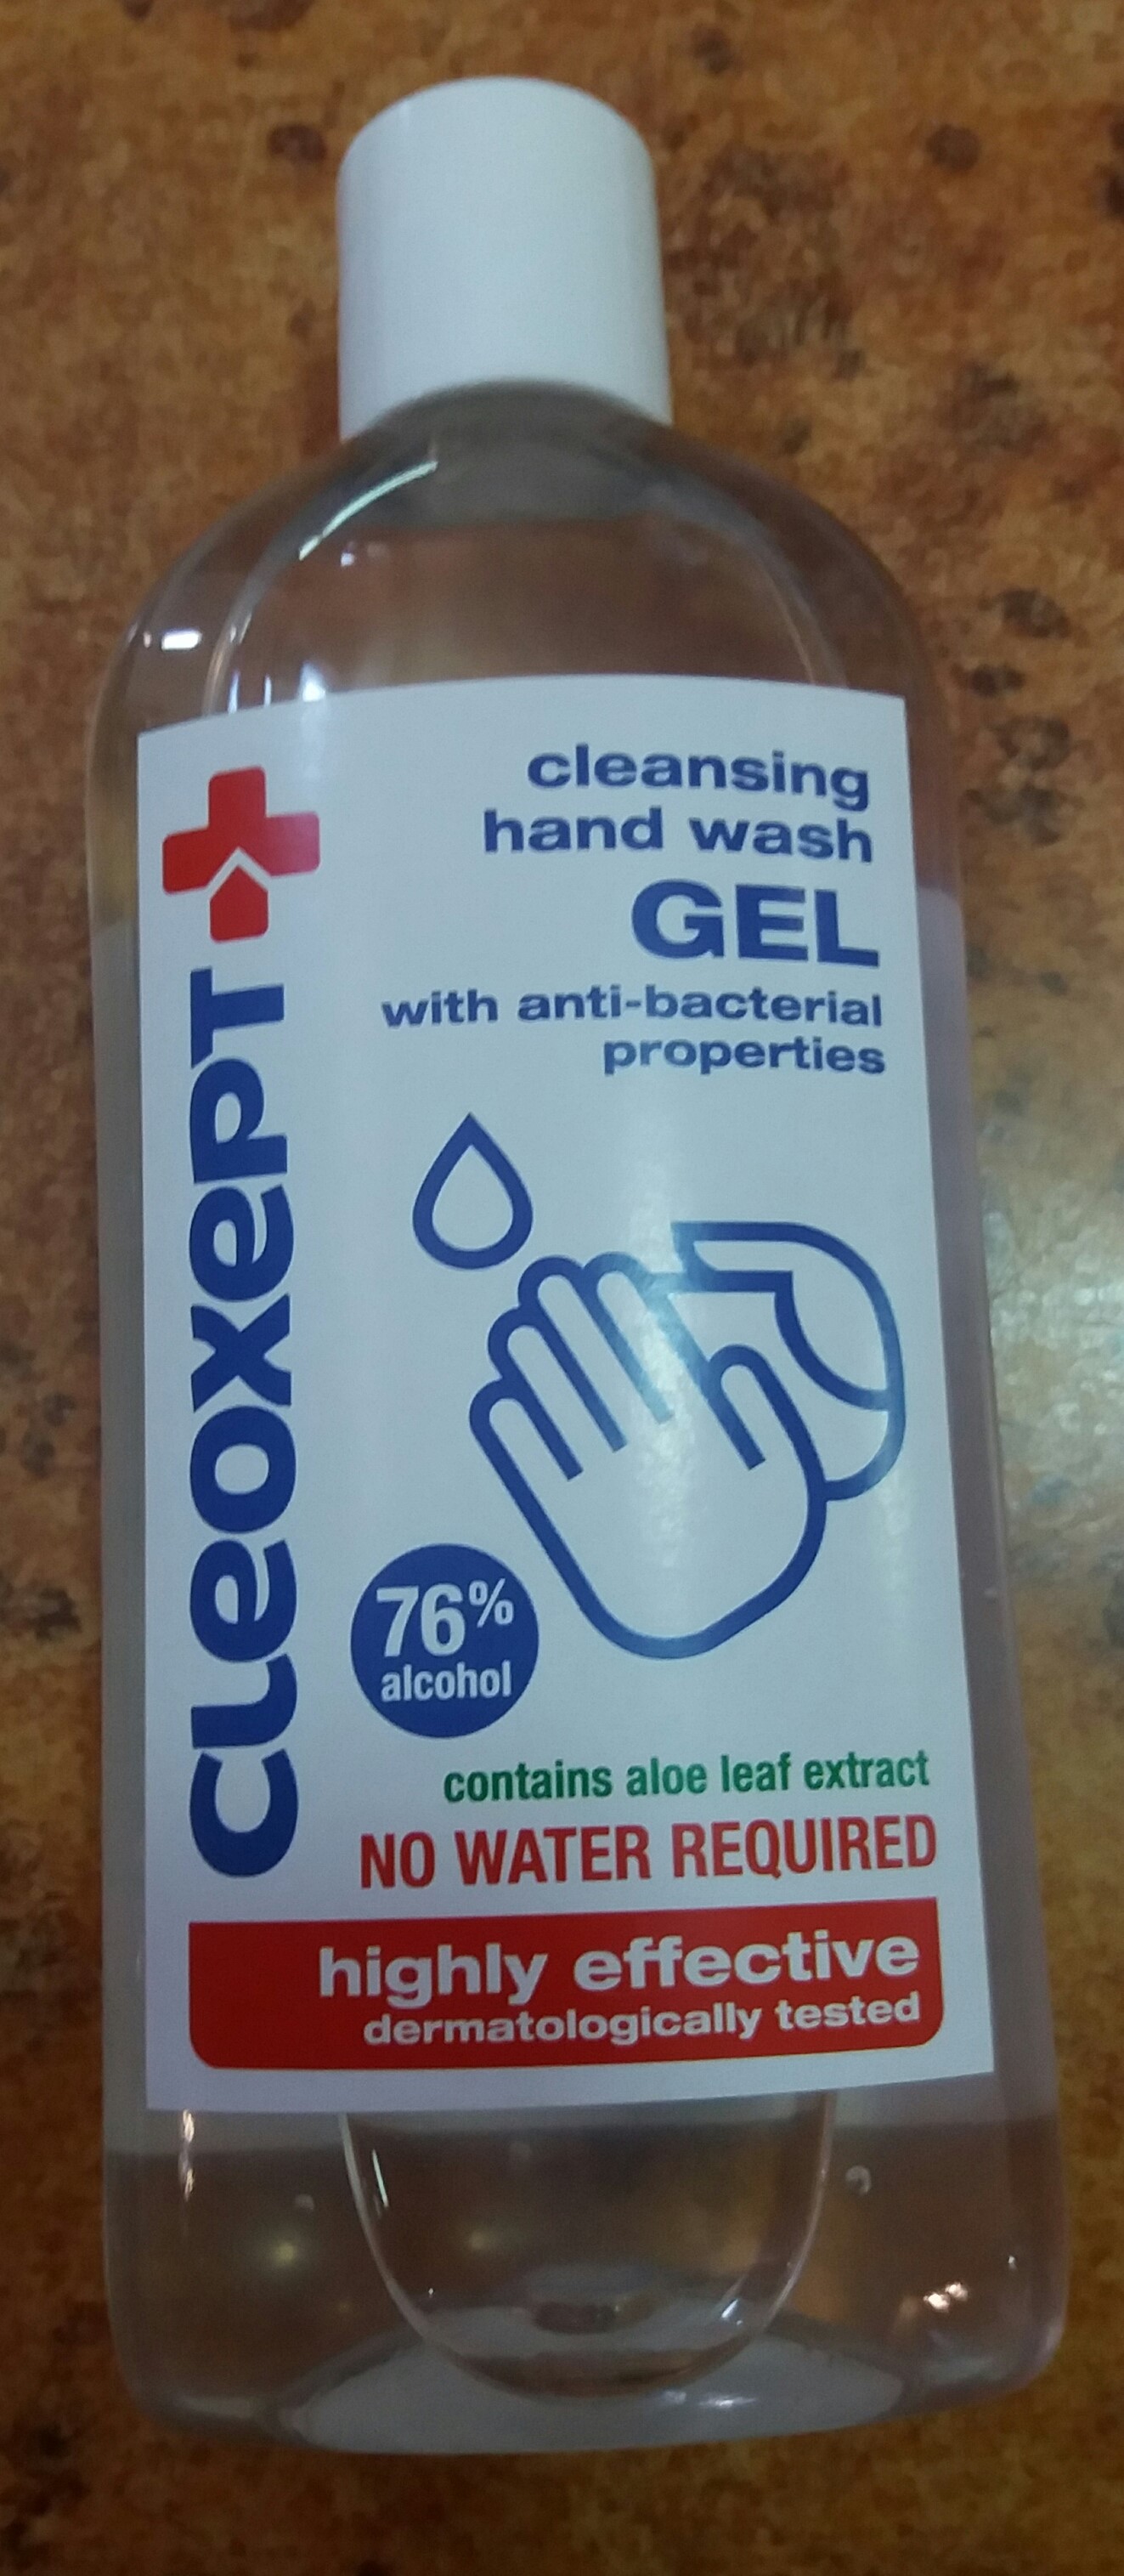 CLEOXEPT
cleansing
hand wash
GEL
with anti-bacterial
properties
76%
alcohol
contains aloe leaf extract
NO WATER REQUIRED
highly effective
dermatologically tested